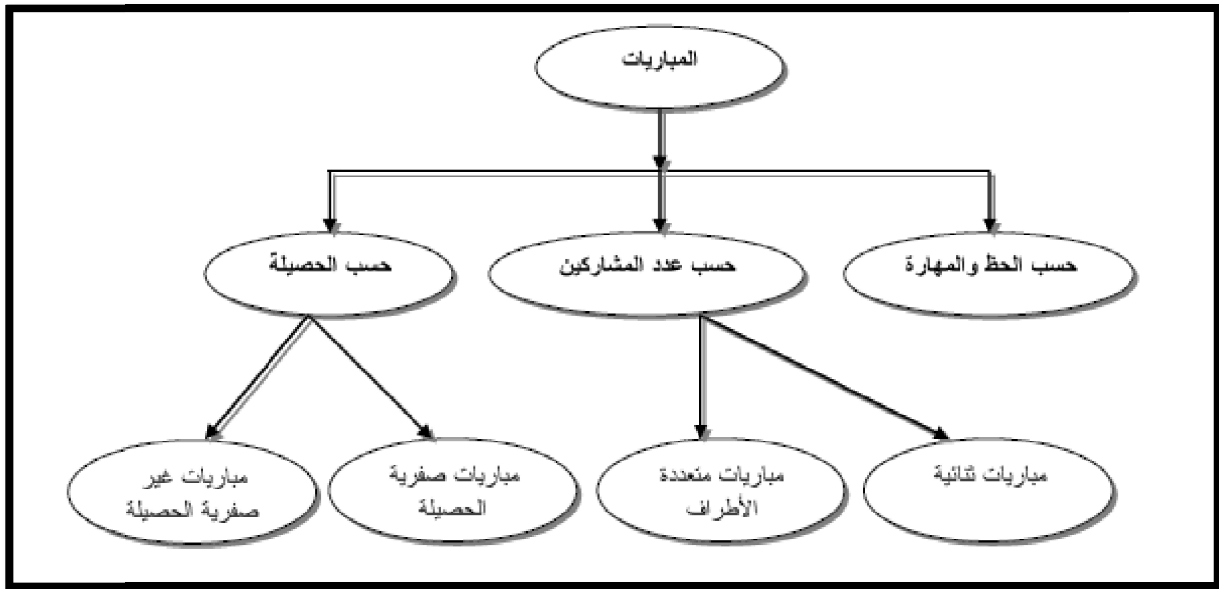 المباريات
حسب الحظ والمهارة
حسب عدد المشاركين
حسب الحصيلة
مباريات ثنائية
مباريات متعددة
الأطراف
مباريات صفرية
الحصيلة
مباريات غير
صفرية الحصيلة